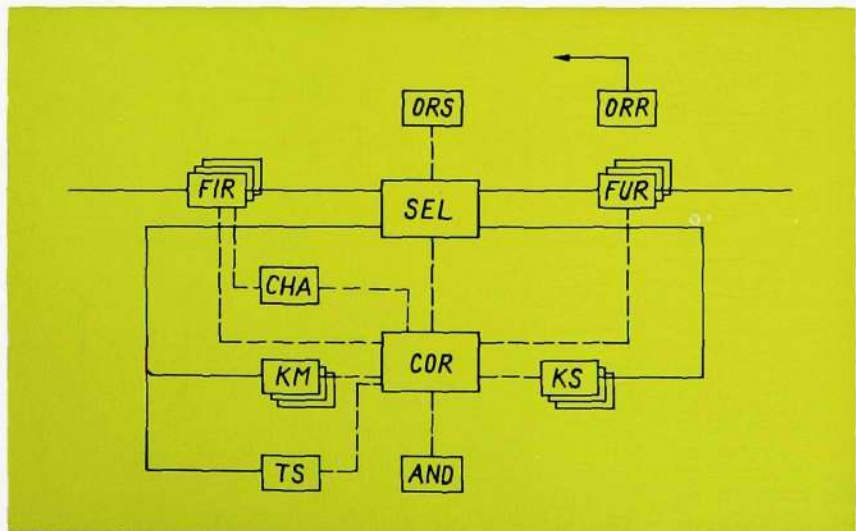 ORS
ORR
FIR
SEL
FUR
CHA
COR
KM
KS
TS
AND